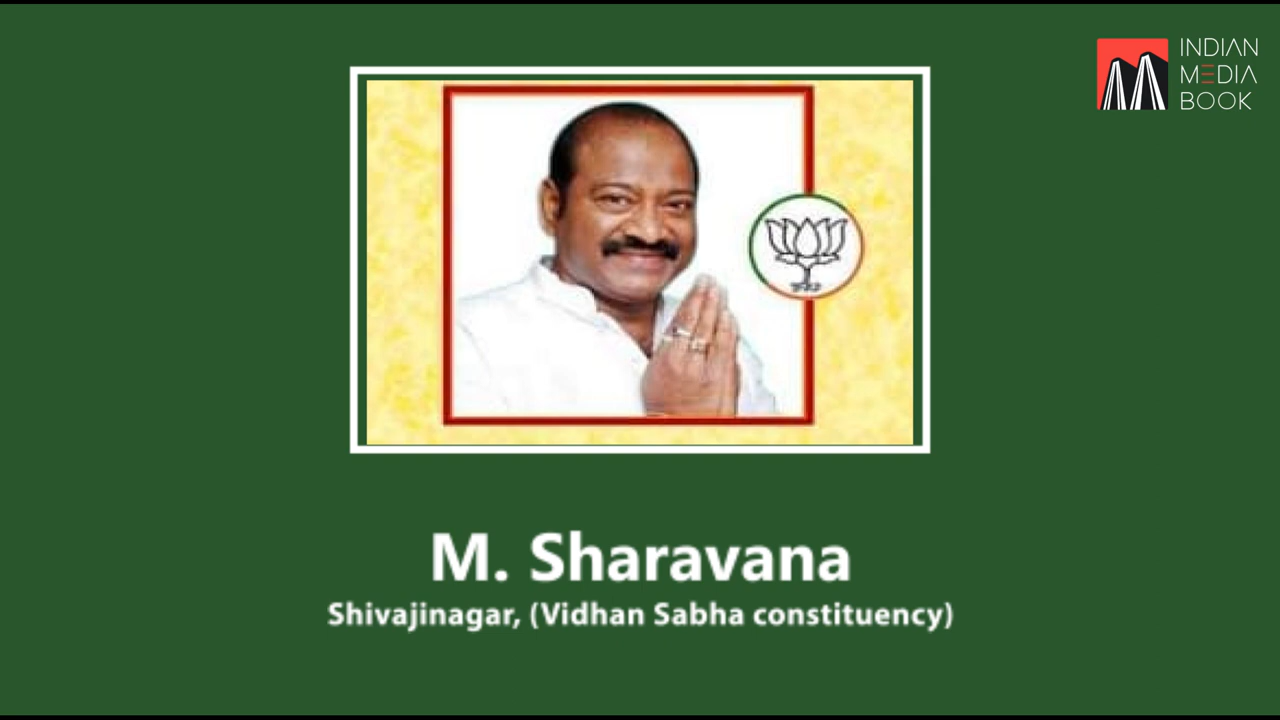 INDIAN
MEDIA
BOOK
M. Sharavana
Shivajinagar, (Vidhan Sabha constituency)